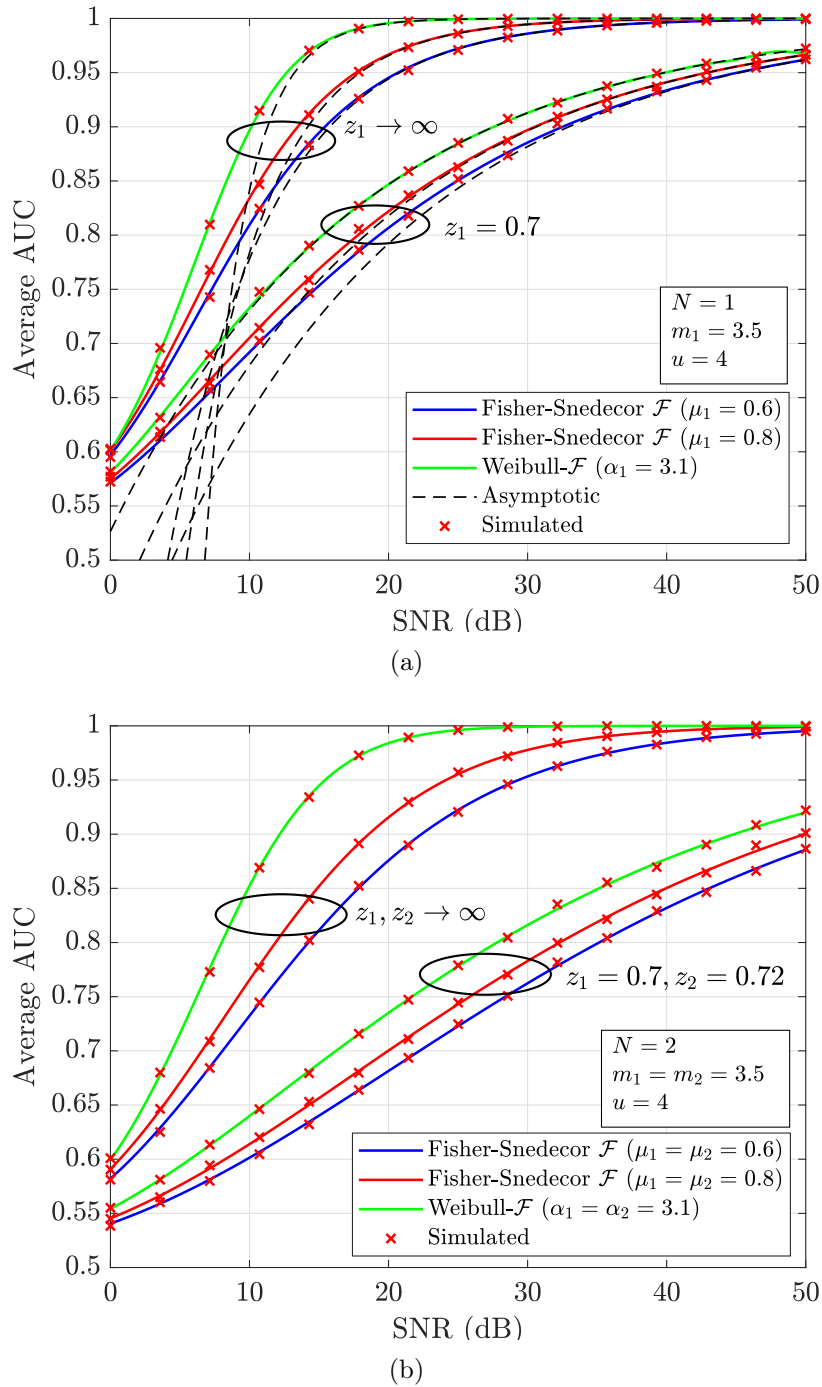 1
0.95
0.9
0.85
0.8
0.75
0.7
0.65
0.6
0.55
0.5
Average AUC
z₁ → ∞
z₁ = 0.7
N = 1
m₁ = 3.5
u = 4
Fisher-Snedecor ℱ (μ₁ = 0.6)
Fisher-Snedecor ℱ (μ₁ = 0.8)
Weibull-ℱ (α₁ = 3.1)
Asymptotic
Simulated
0 10 20 30 40 50
SNR (dB)
(a)
1
0.95
0.9
0.85
0.8
0.75
0.7
0.65
0.6
0.55
0.5
Average AUC
z₁, z₂ → ∞
z₁ = 0.7, z₂ = 0.72
N = 2
m₁ = m₂ = 3.5
u = 4
Fisher-Snedecor ℱ (μ₁ = μ₂ = 0.6)
Fisher-Snedecor ℱ (μ₁ = μ₂ = 0.8)
Weibull-ℱ (α₁ = α₂ = 3.1)
Simulated
0 10 20 30 40 50
SNR (dB)
(b)